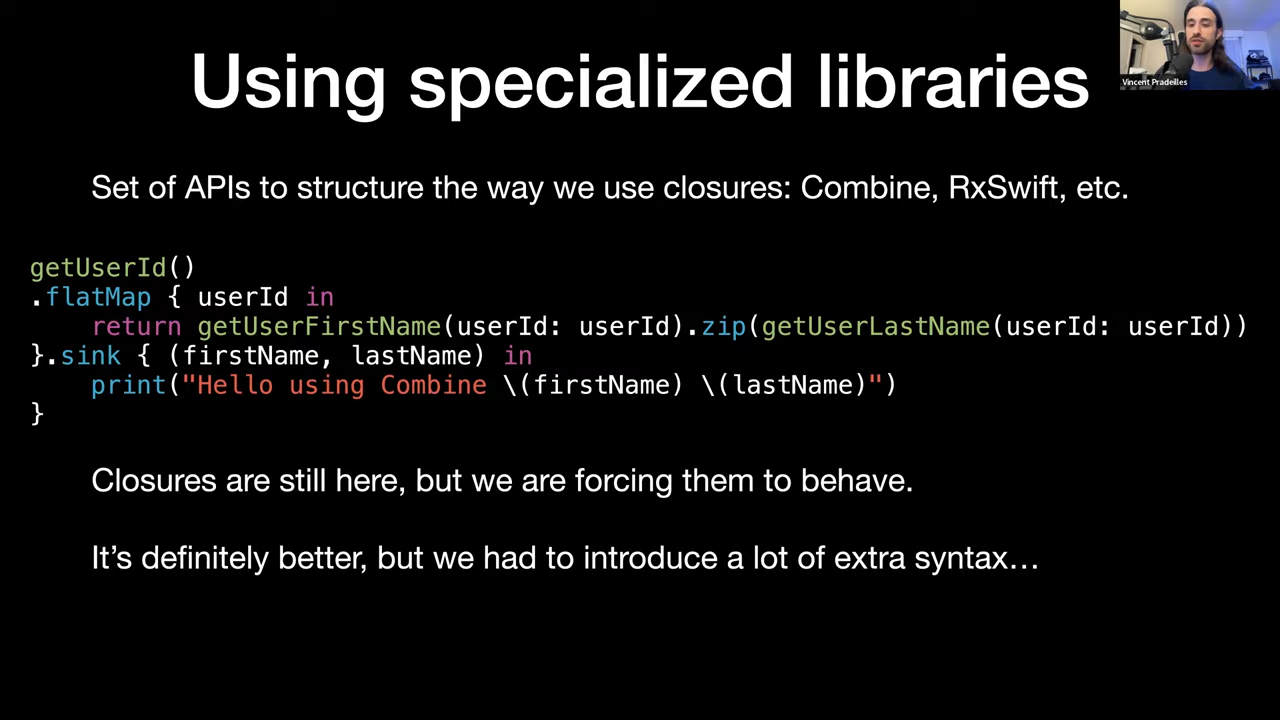 Using specialized libraries
Vincent Pradeilles
Set of APIs to structure the way we use closures: Combine, RxSwift, etc.
getUserId()
.flatMap { userId in
    return getUserFirstName(userId: userId).zip(getUserLastName(userId: userId))
}.sink { (firstName, lastName) in
    print("Hello using Combine \(firstName) \(lastName)")
}
Closures are still here, but we are forcing them to behave.
It’s definitely better, but we had to introduce a lot of extra syntax…